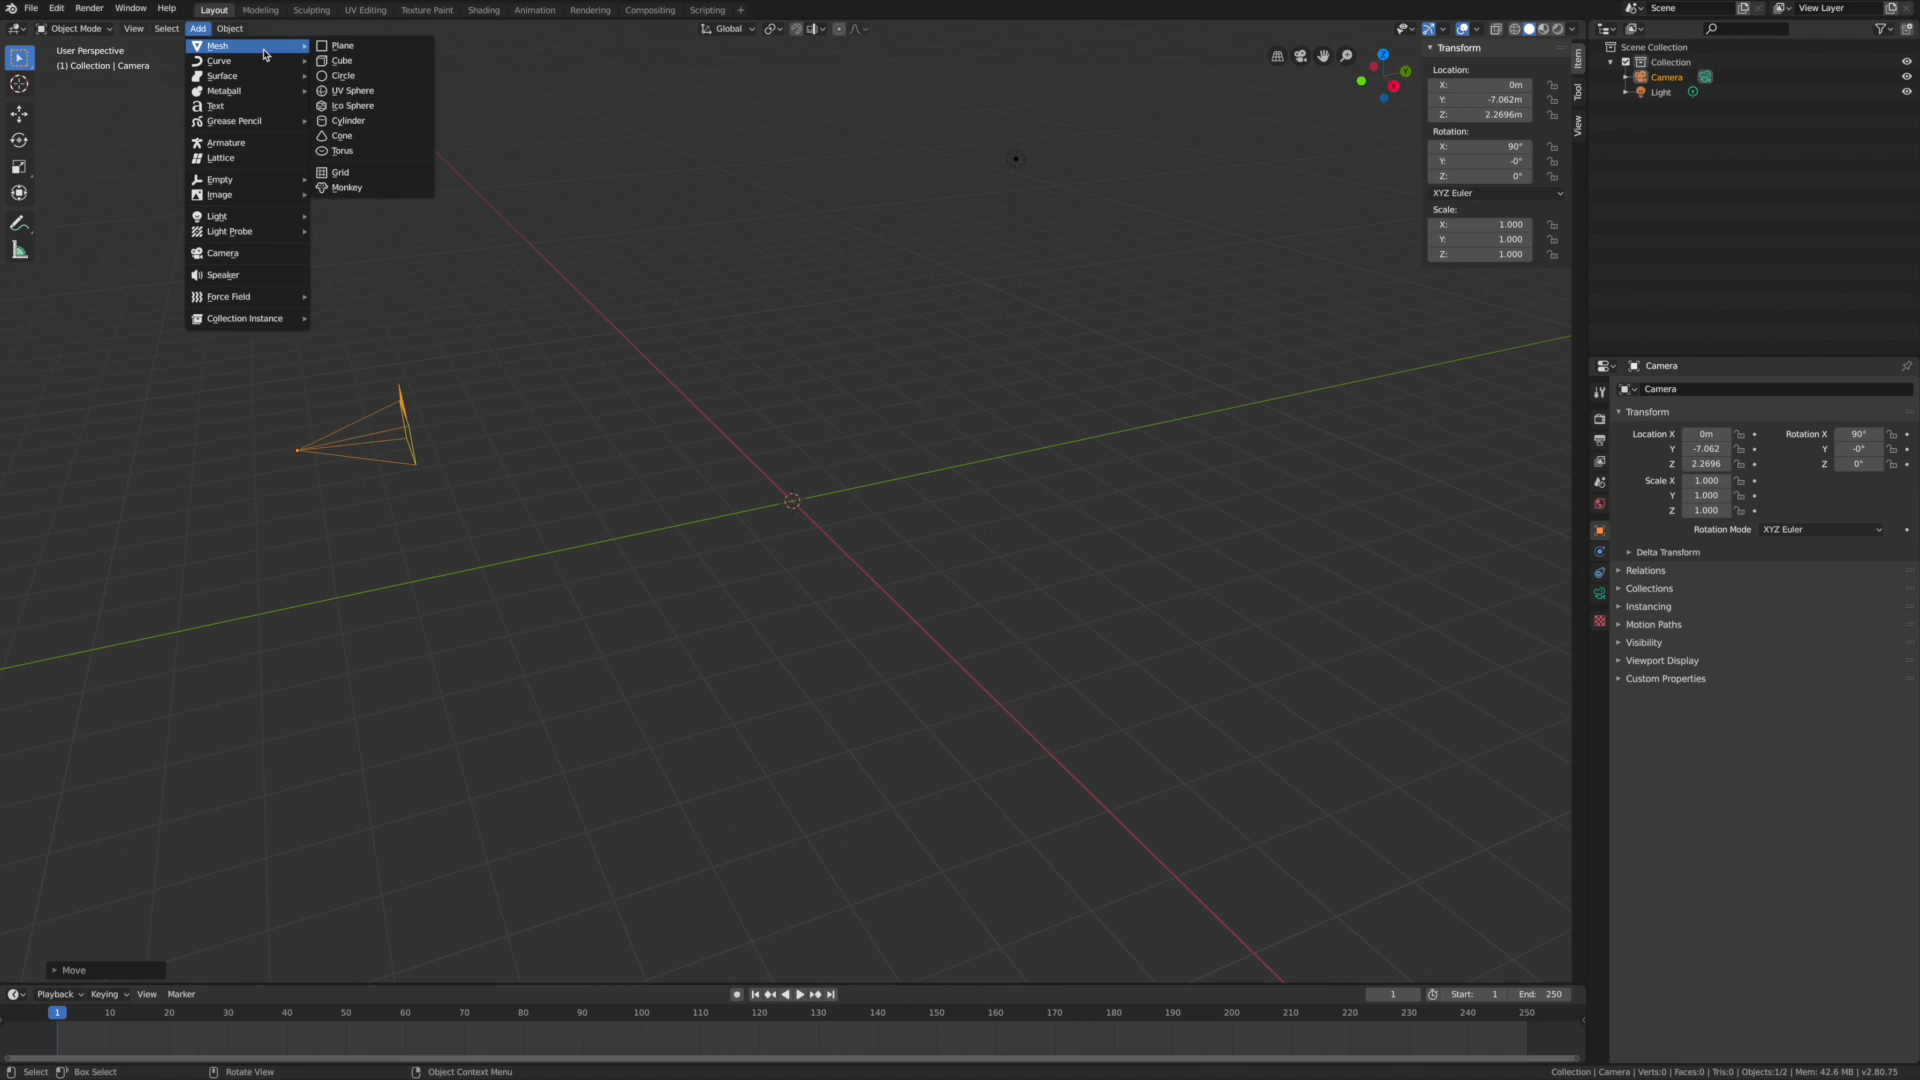 File Edit Render Window Help
Layout Modeling Sculpting UV Editing Texture Paint Shading Animation Rendering Compositing Scripting +
Scene
View Layer
Object Mode View Select Add Object
Global
User Perspective
(1) Collection | Camera
Mesh
Curve
Surface
Metaball
Text
Grease Pencil
Armature
Lattice
Empty
Image
Light
Light Probe
Camera
Speaker
Force Field
Collection Instance
Plane
Cube
Circle
UV Sphere
Ico Sphere
Cylinder
Cone
Torus
Grid
Monkey
Z
Y
X
Transform
Location:
X: 0m
Y: -7.062m
Z: 2.2696m
Rotation:
X: 90°
Y: -0°
Z: 0°
XYZ Euler
Scale:
X: 1.000
Y: 1.000
Z: 1.000
Item
Tool
View
Scene Collection
Collection
Camera
Light
Camera
Camera
Transform
Location X 0m Rotation X 90°
Y -7.062 Y -0°
Z 2.2696 Z 0°
Scale X 1.000
Y 1.000
Z 1.000
Rotation Mode XYZ Euler
Delta Transform
Relations
Collections
Instancing
Motion Paths
Visibility
Viewport Display
Custom Properties
Move
Playback Keying View Marker
1 Start: 1 End: 250
1 10 20 30 40 50 60 70 80 90 100 110 120 130 140 150 160 170 180 190 200 210 220 230 240 250
Select Box Select Rotate View Object Context Menu
Collection | Camera | Verts:0 | Faces:0 | Tris:0 | Objects:1/2 | Mem: 42.6 MB | v2.80.75